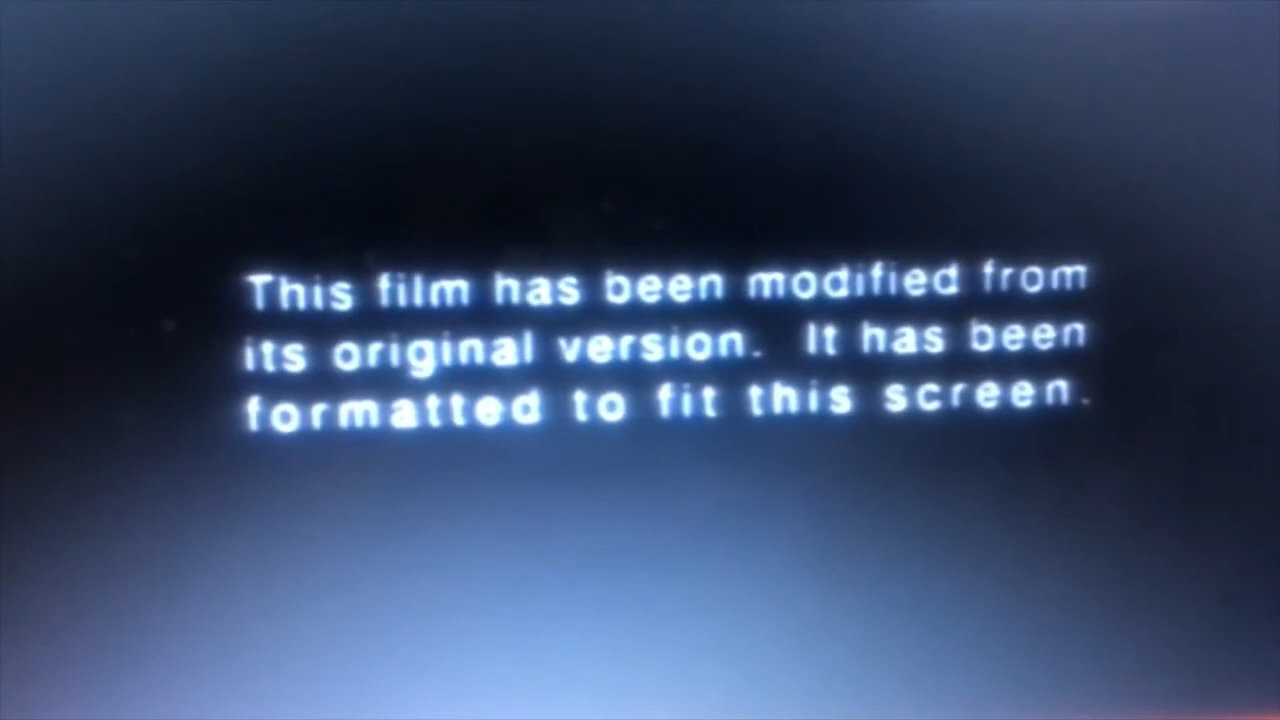 This film has been modified from
its original version.  It has been
formatted to fit this screen.